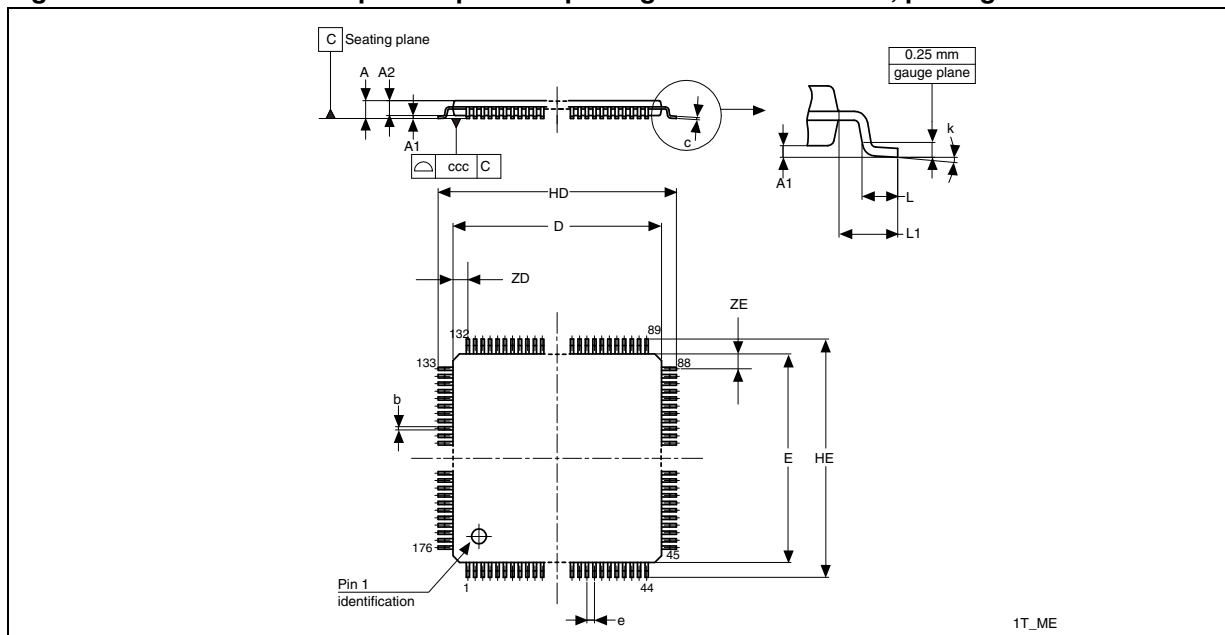 C Seating plane
0.25 mm
gauge plane
A A2
k
c
A1
A1
ccc C
L
HD
L1
D
ZD
ZE
132 89
133 88
b
E HE
176 45
Pin 1
identification
1 44
e
1T_ME